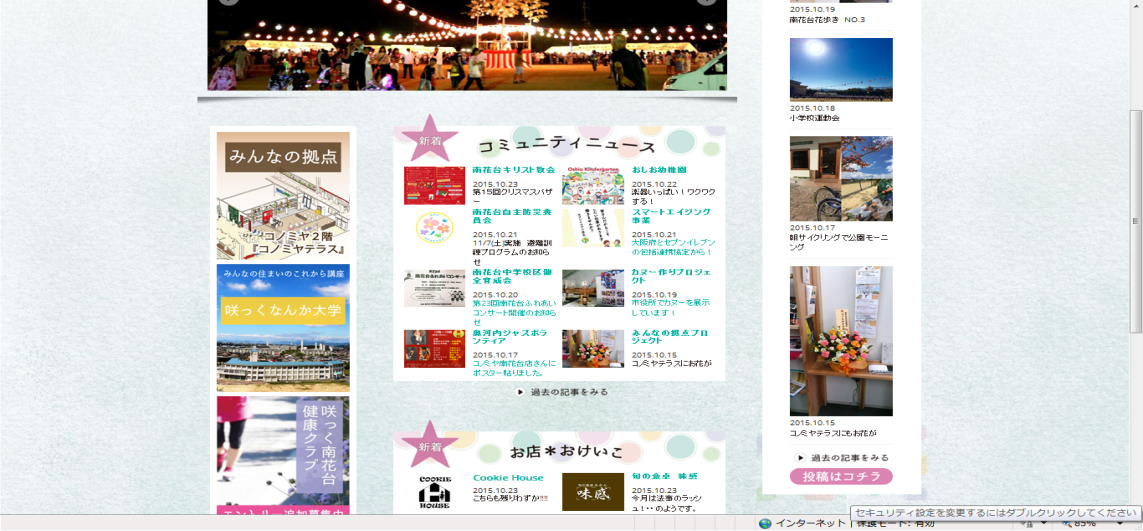 みんなの拠点
コノミヤ2階
『コノミヤテラス』
みんなの住まいのこれから講座
咲っくなんか大学
咲っく南花台
健康クラブ
エントリー追加募集中
新着
コミュニティニュース
南花台キリスト教会
2015.10.23
第15回クリスマスバザ
ー
おしお幼稚園
2015.10.22
楽器いっぱい！ワクワク
する！
南花台自主防災委
員会
2015.10.21
11/7(土)実施 避難訓
練プログラムのお知ら
せ
スマートエイジング
事業
2015.10.21
大阪府とセブンイレブン
の包括連携協定から！
南花台中学校区健
全育成会
2015.10.20
第23回南花台ふれあい
コンサート開催のお知ら
せ
カヌー作りプロジェ
クト
2015.10.19
市役所でカヌーを展示
しています！
奥河内ジャズボラ
ンティア
2015.10.17
コノミヤ南花台店さんに
ポスター貼りました。
みんなの拠点プロ
ジェクト
2015.10.15
コノミヤテラスにお花が
過去の記事をみる
新着
お店＊おけいこ
COOKIE
HOUSE
Cookie House
2015.10.23
こちらも残りわずか!!!
味感
旬の金点 味感
2015.10.23
今月は法事のラッシ
ュ！・・のようです。
2015.10.19
南花台花歩き NO.3
2015.10.18
小学校運動会
2015.10.17
朝サイクリングで公園モーニ
ング
2015.10.15
コノミヤテラスにもお花が
過去の記事をみる
投稿はコチラ
セキュリティ設定を変更するにはダブルクリックしてください
インターネット | 保護モード: 有効
85%